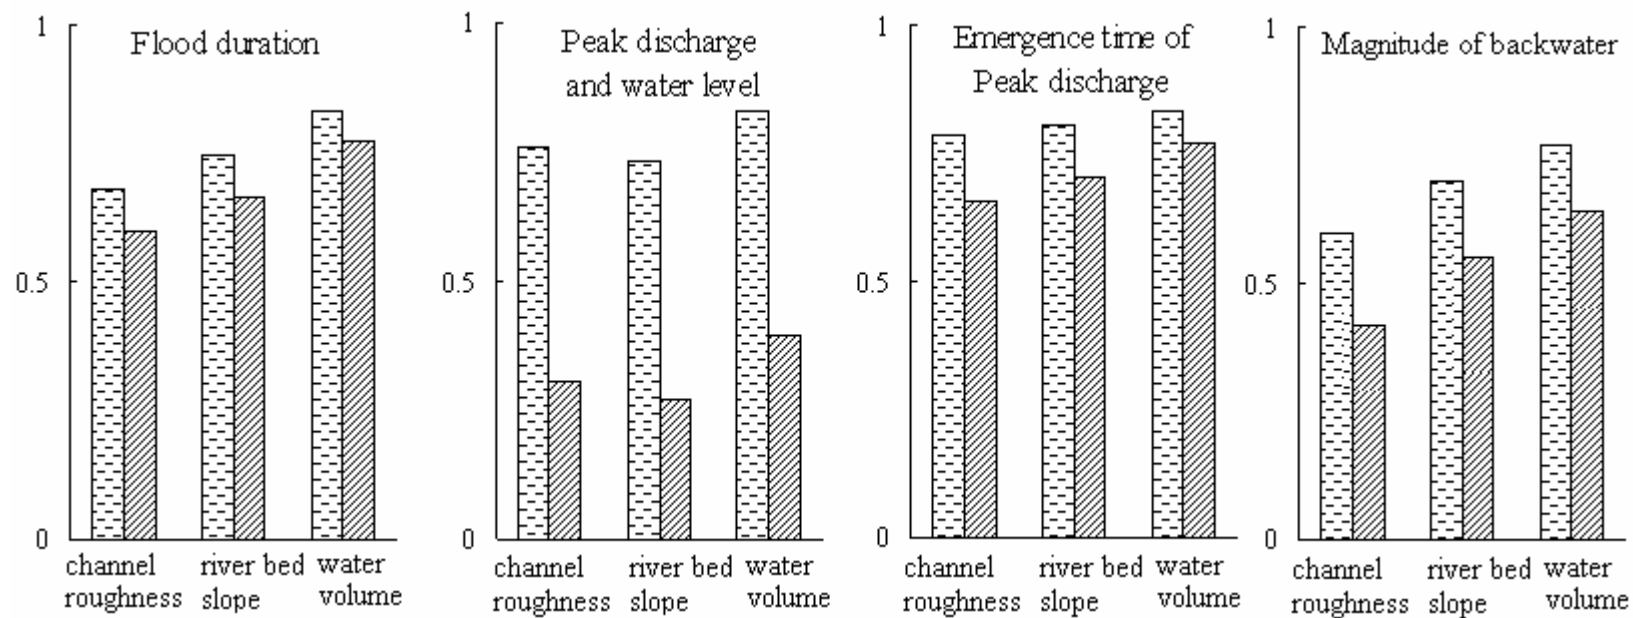 1
Flood duration
0.5
0
channel
roughness
river bed
slope
water
volume
1
Peak discharge
and water level
0.5
0
channel
roughness
river bed
slope
water
volume
1
Emergence time of
Peak discharge
0.5
0
channel
roughness
river bed
slope
water
volume
1
Magnitude of backwater
0.5
0
channel
roughness
river bed
slope
water
volume